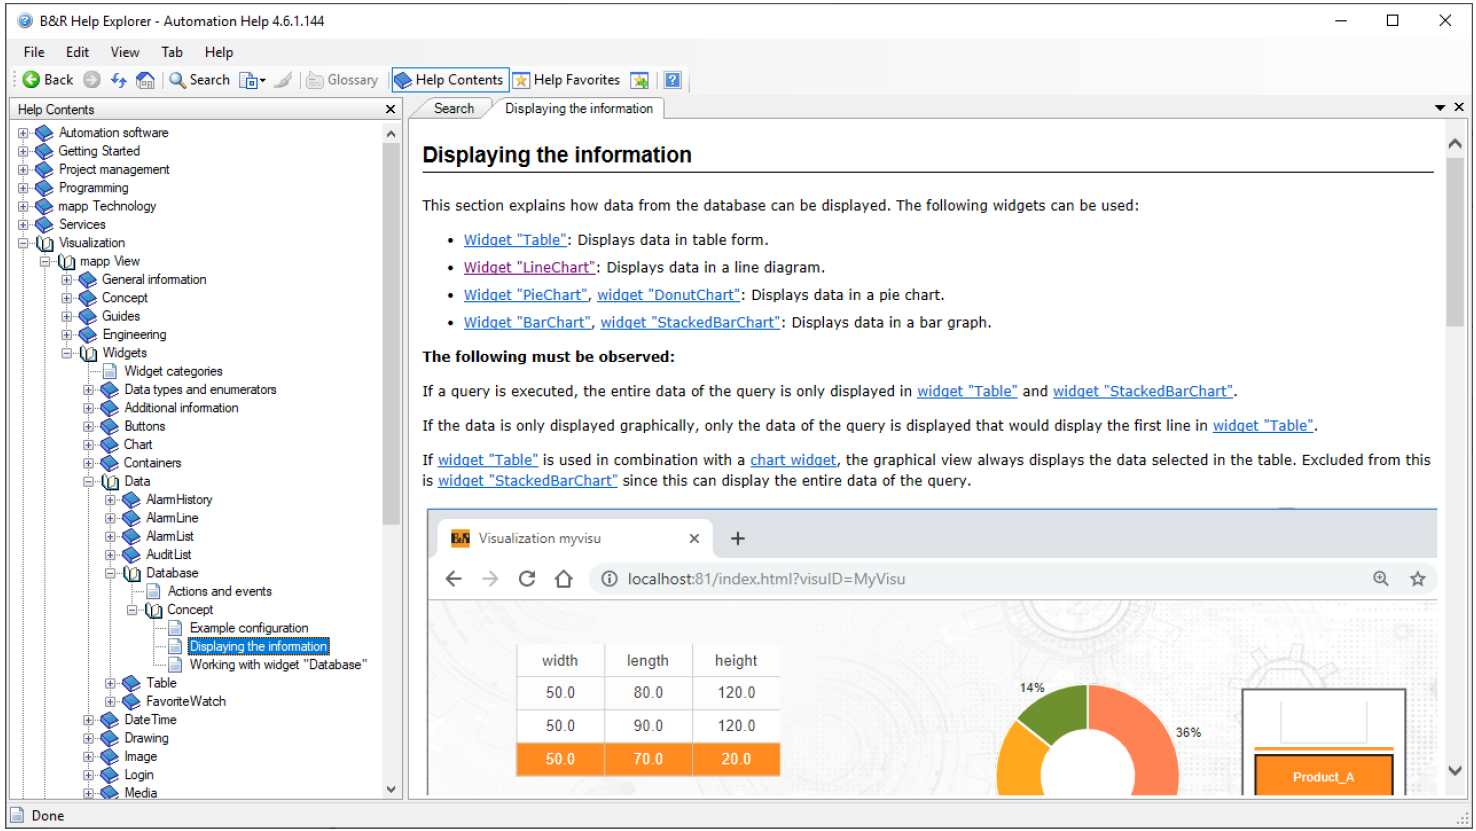 B&R Help Explorer - Automation Help 4.6.1.144
File Edit View Tab Help
Back Search Glossary Help Contents Help Favorites
Help Contents
Automation software
Getting Started
Project management
Programming
mapp Technology
Services
Visualization
mapp View
General information
Concept
Guides
Engineering
Widgets
Widget categories
Data types and enumerators
Additional information
Buttons
Chart
Containers
Data
AlarmHistory
AlarmLine
AlarmList
AuditList
Database
Actions and events
Concept
Example configuration
Displaying the information
Working with widget "Database"
Table
FavoriteWatch
DateTime
Drawing
Image
Login
Media
Search Displaying the information
Displaying the information
This section explains how data from the database can be displayed. The following widgets can be used:
• Widget "Table": Displays data in table form.
• Widget "LineChart": Displays data in a line diagram.
• Widget "PieChart", widget "DonutChart": Displays data in a pie chart.
• Widget "BarChart", widget "StackedBarChart": Displays data in a bar graph.
The following must be observed:
If a query is executed, the entire data of the query is only displayed in widget "Table" and widget "StackedBarChart".
If the data is only displayed graphically, only the data of the query is displayed that would display the first line in widget "Table".
If widget "Table" is used in combination with a chart widget, the graphical view always displays the data selected in the table. Excluded from this
is widget "StackedBarChart" since this can display the entire data of the query.
B&R Visualization myvisu
localhost:81/index.html?visuID=MyVisu
width length height
50.0 80.0 120.0
50.0 90.0 120.0
50.0 70.0 20.0
14%
36%
Product_A
Done